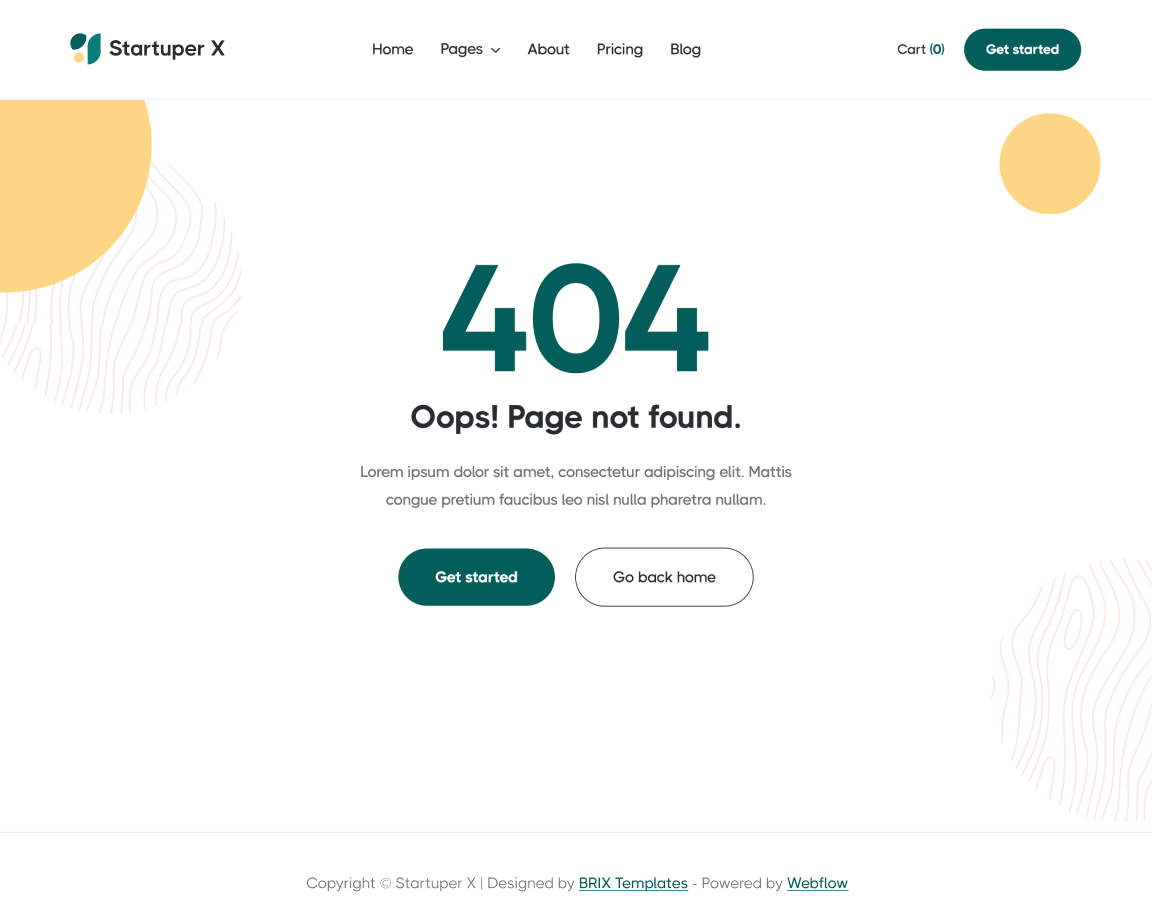 Startuper X
Home Pages About Pricing Blog
Cart (0) Get started
404
Oops! Page not found.
Lorem ipsum dolor sit amet, consectetur adipiscing elit. Mattis
congue pretium faucibus leo nisl nulla pharetra nullam.
Get started Go back home
Copyright © Startuper X | Designed by BRIX Templates - Powered by Webflow